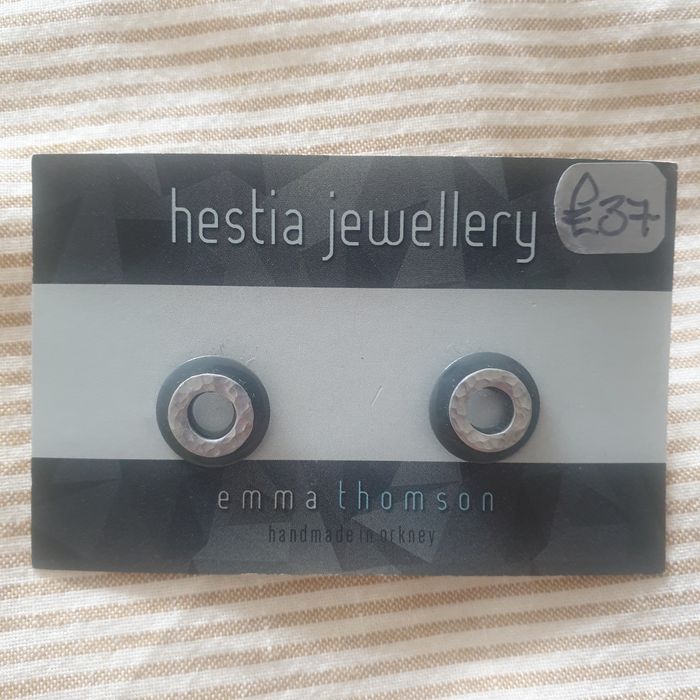 hestia jewellery
£37
emma thomson
handmade in orkney